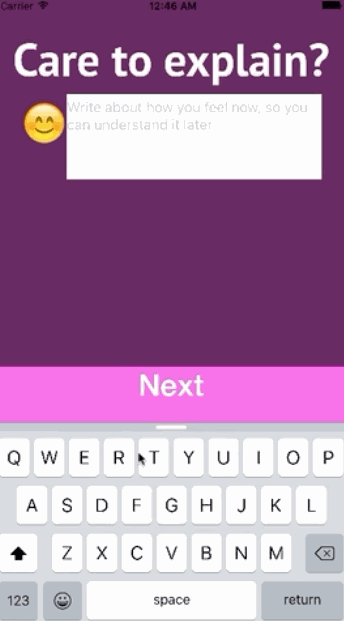 Carrier 12:46 AM
Care to explain?
Write about how you feel now, so you
can understand it later
Next
Q W E R T Y U I O P
A S D F G H J K L
Z X C V B N M
123 space return